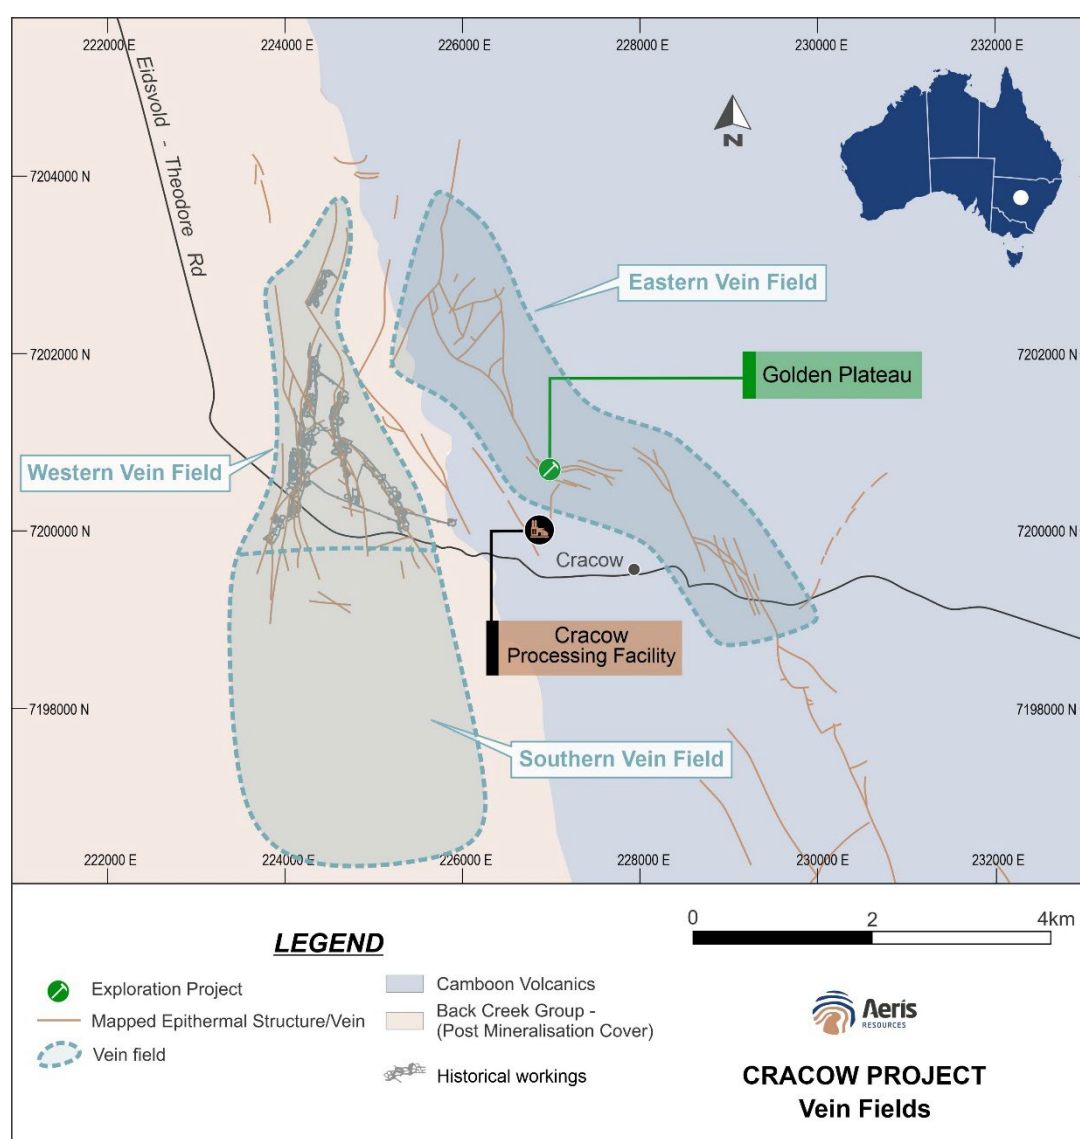 222000 E
224000 E
226000 E
228000 E
230000 E
232000 E
Eidsvold - Theodore Rd
N
7204000 N
Eastern Vein Field
7202000 N
7202000 N
Golden Plateau
Western Vein Field
7200000 N
7200000 N
Cracow
Cracow
Processing Facility
7198000 N
7198000 N
Southern Vein Field
222000 E
224000 E
226000 E
228000 E
230000 E
232000 E
LEGEND
Exploration Project
Mapped Epithermal Structure/Vein
Vein field
Camboon Volcanics
Back Creek Group -
(Post Mineralisation Cover)
Historical workings
0
2
4km
Aeris
RESOURCES
CRACOW PROJECT
Vein Fields